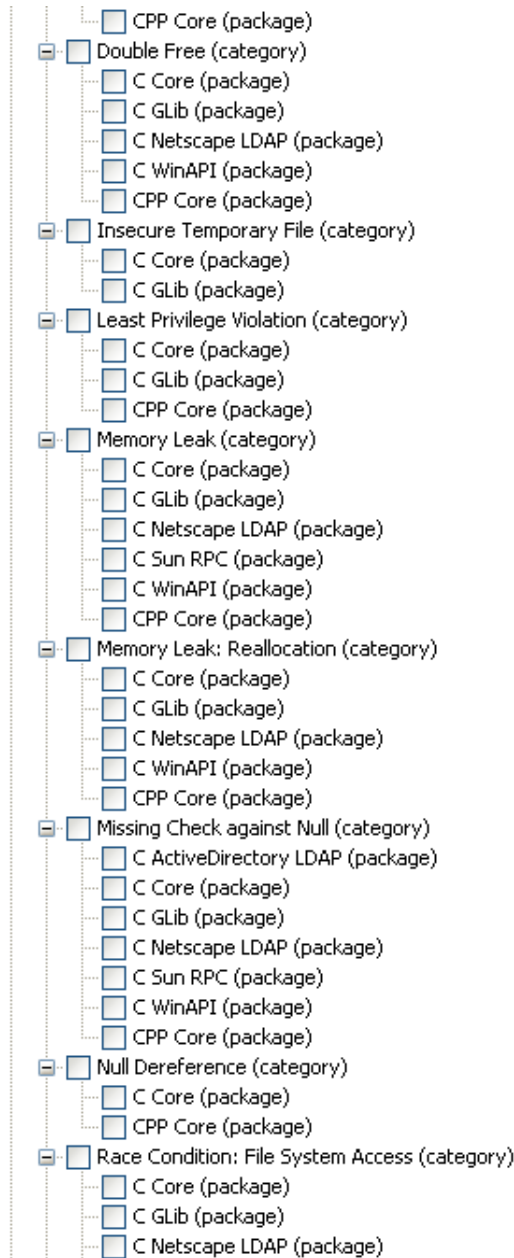 CPP Core (package)
Double Free (category)
C Core (package)
C GLib (package)
C Netscape LDAP (package)
C WinAPI (package)
CPP Core (package)
Insecure Temporary File (category)
C Core (package)
C GLib (package)
Least Privilege Violation (category)
C Core (package)
C GLib (package)
CPP Core (package)
Memory Leak (category)
C Core (package)
C GLib (package)
C Netscape LDAP (package)
C Sun RPC (package)
C WinAPI (package)
CPP Core (package)
Memory Leak: Reallocation (category)
C Core (package)
C GLib (package)
C Netscape LDAP (package)
C WinAPI (package)
CPP Core (package)
Missing Check against Null (category)
C ActiveDirectory LDAP (package)
C Core (package)
C GLib (package)
C Netscape LDAP (package)
C Sun RPC (package)
C WinAPI (package)
CPP Core (package)
Null Dereference (category)
C Core (package)
CPP Core (package)
Race Condition: File System Access (category)
C Core (package)
C GLib (package)
C Netscape LDAP (package)